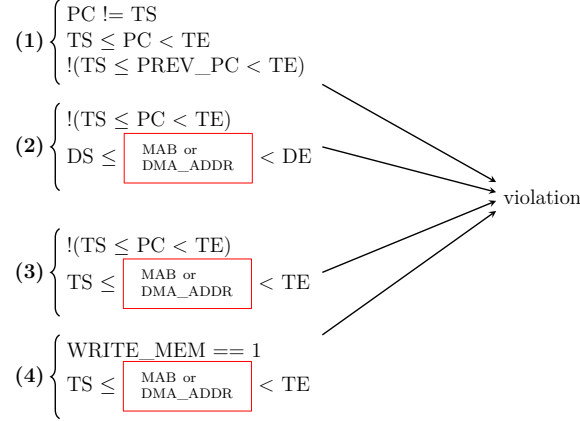 PC != TS
(1) TS ≤ PC < TE
!(TS ≤ PREV_PC < TE)
!(TS ≤ PC < TE)
(2) DS ≤ MAB or DMA_ADDR < DE
violation
!(TS ≤ PC < TE)
(3) TS ≤ MAB or DMA_ADDR < TE
WRITE_MEM == 1
(4) TS ≤ MAB or DMA_ADDR < TE